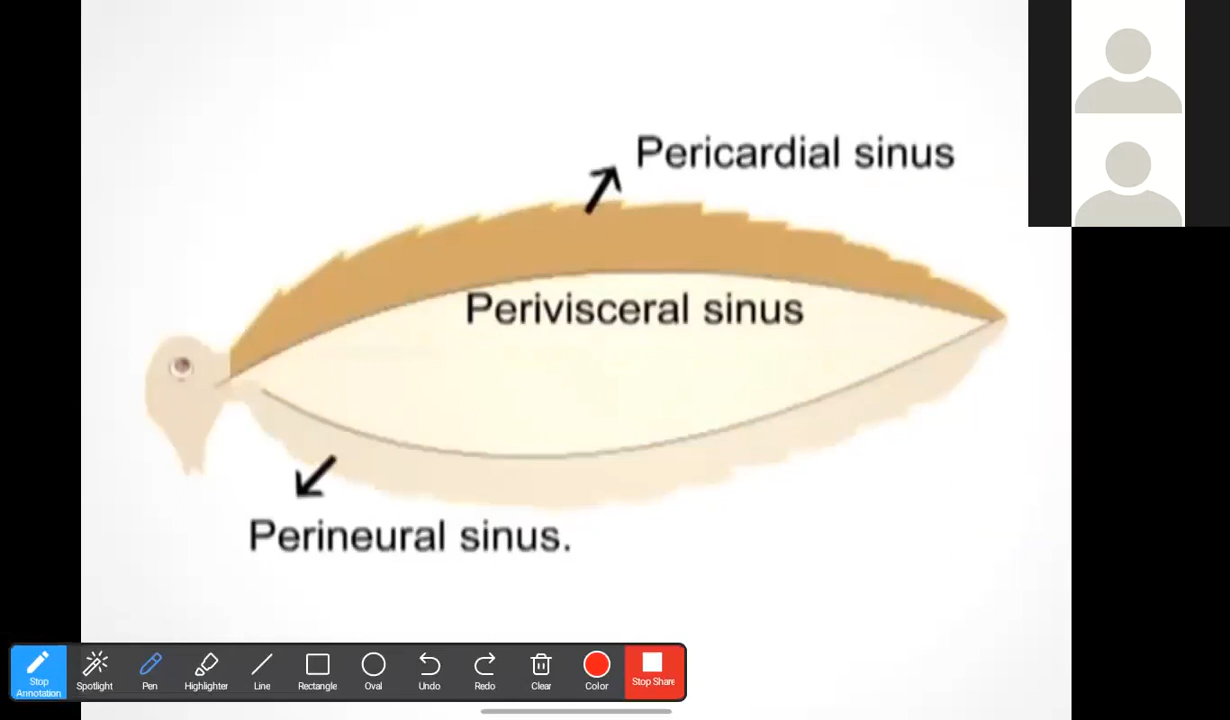 Pericardial sinus
Perivisceral sinus
Perineural sinus.
Stop Annotation
Spotlight
Pen
Highlighter
Line
Rectangle
Oval
Undo
Redo
Clear
Color
Stop Share